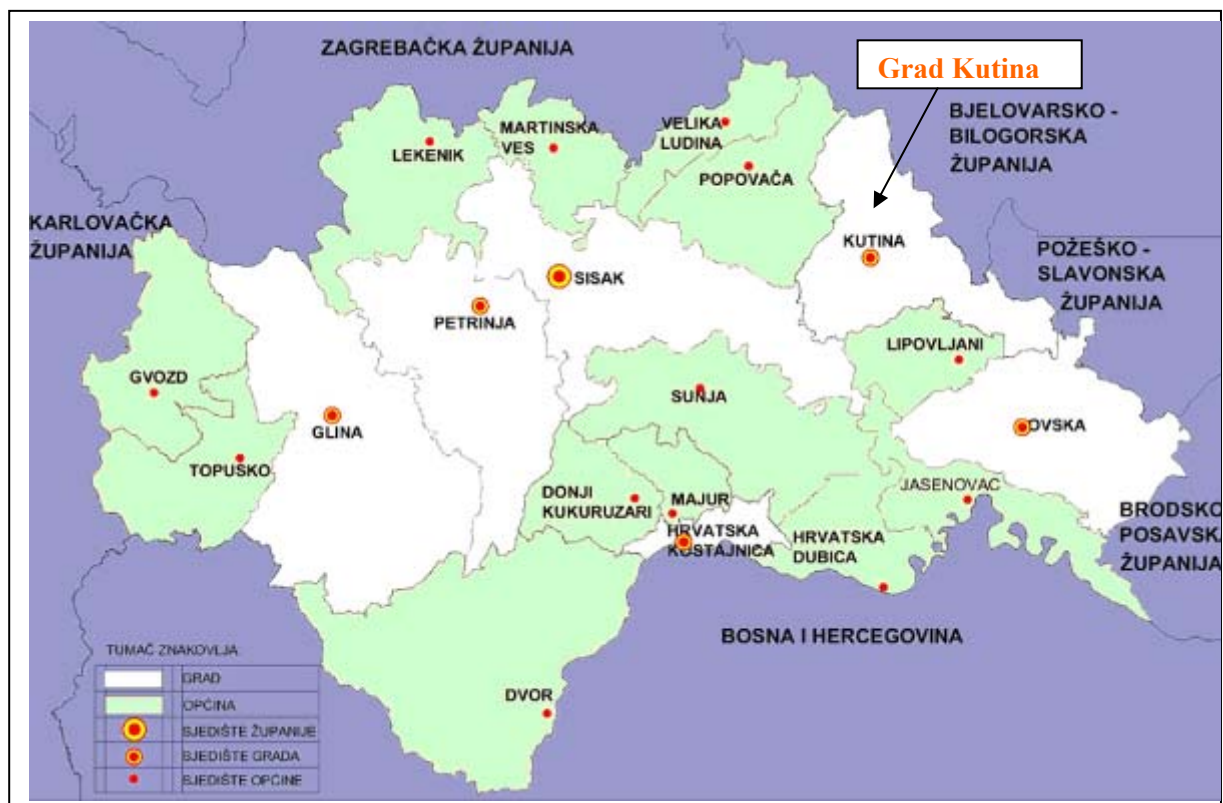 ZAGREBAČKA ŽUPANIJA
Grad Kutina
BJELOVARSKO -
BILOGORSKA
ŽUPANIJA
VELIKA
LUDINA
MARTINSKA
VES
LEKENIK
POPOVAČA
KARLOVAČKA
ŽUPANIJA
KUTINA
POŽEŠKO -
SLAVONSKA
ŽUPANIJA
SISAK
PETRINJA
LIPOVLJANI
GVOZD
SUNJA
GLINA
OVSKA
TOPUSKO
DONJI
KUKURUZARI
MAJUR
JASENOVAC
HRVATSKA
KOSTAJNICA
HRVATSKA
DUBICA
BRODSKO
POSAVSK
ŽUPANIJA
BOSNA I HERCEGOVINA
DVOR
TUMAČ ZNAKOVLJA
GRAD
OPĆINA
SJEDIŠTE ŽUPANIJE
SJEDIŠTE GRADA
SJEDIŠTE OPĆINE